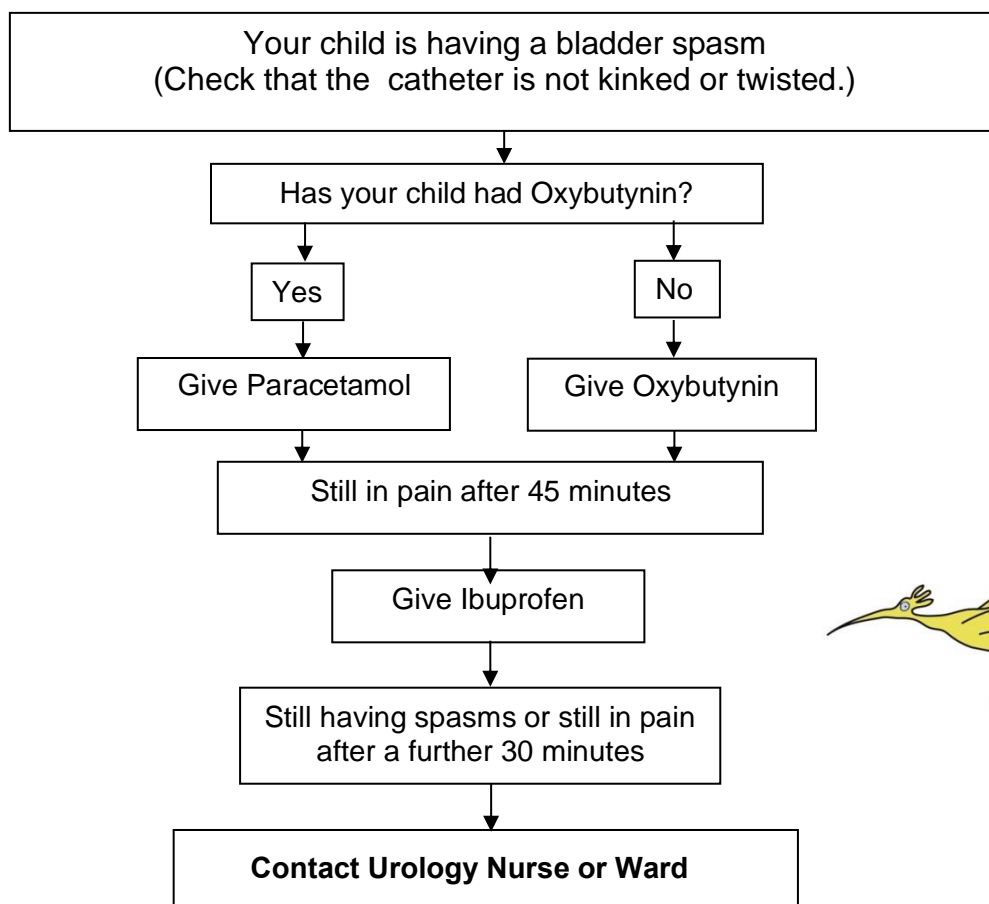 Your child is having a bladder spasm
(Check that the catheter is not kinked or twisted.)
Has your child had Oxybutynin?
Yes
No
Give Paracetamol
Give Oxybutynin
Still in pain after 45 minutes
Give Ibuprofen
Still having spasms or still in pain
after a further 30 minutes
Contact Urology Nurse or Ward